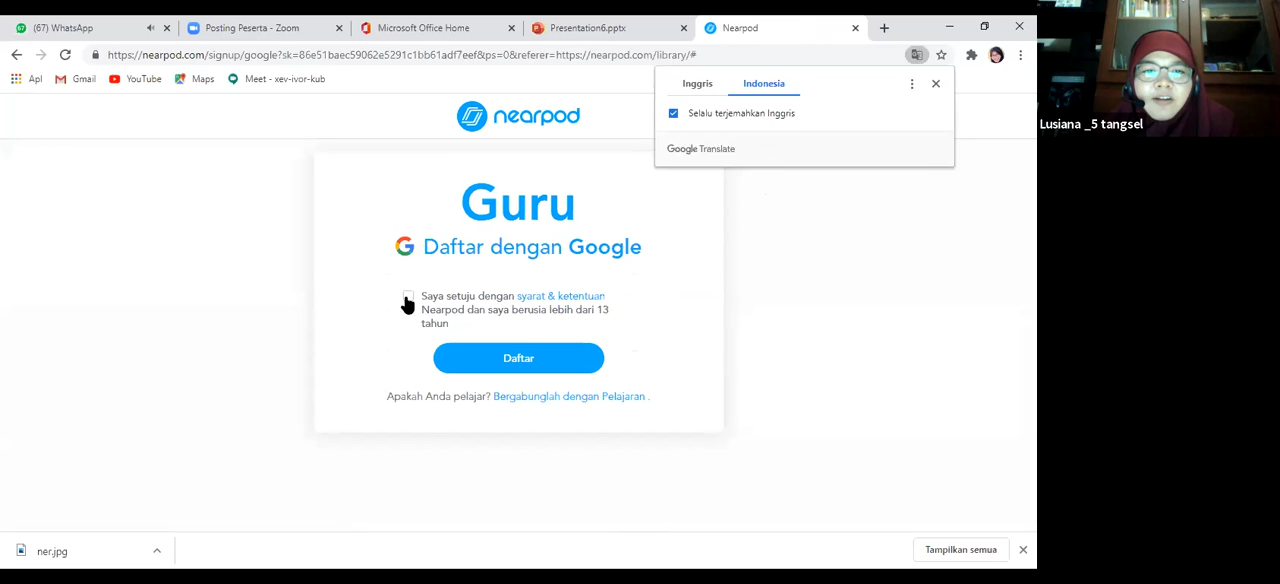 (67) WhatsApp
Posting Peserta - Zoom
Microsoft Office Home
Presentation6.pptx
Nearpod
https://nearpod.com/signup/google?sk=86e51baec59062e5291c1bb61adf7eef&ps=0&referer=https://nearpod.com/library/#
Apl
Gmail
YouTube
Maps
Meet - xev-ivor-kub
Inggris
Indonesia
Selalu terjemahkan Inggris
Google Translate
nearpod
Guru
Daftar dengan Google
Saya setuju dengan syarat & ketentuan
Nearpod dan saya berusia lebih dari 13
tahun
Daftar
Apakah Anda pelajar? Bergabunglah dengan Pelajaran .
ner.jpg
Tampilkan semua
Lusiana _5 tangsel